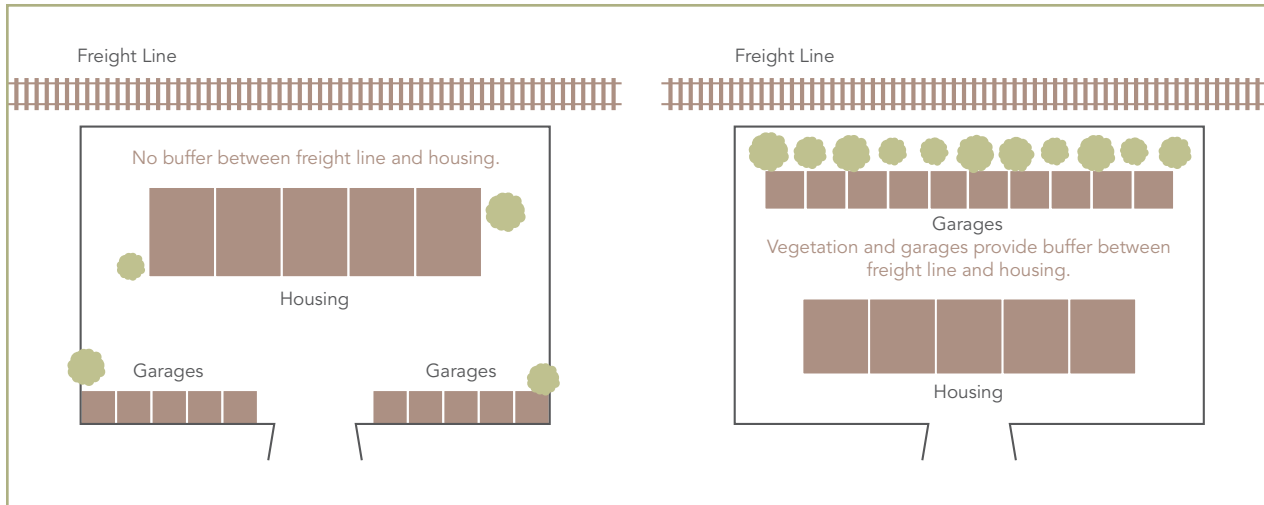 Freight Line
No buffer between freight line and housing.
Housing
Garages
Garages
Freight Line
Garages
Vegetation and garages provide buffer between
freight line and housing.
Housing